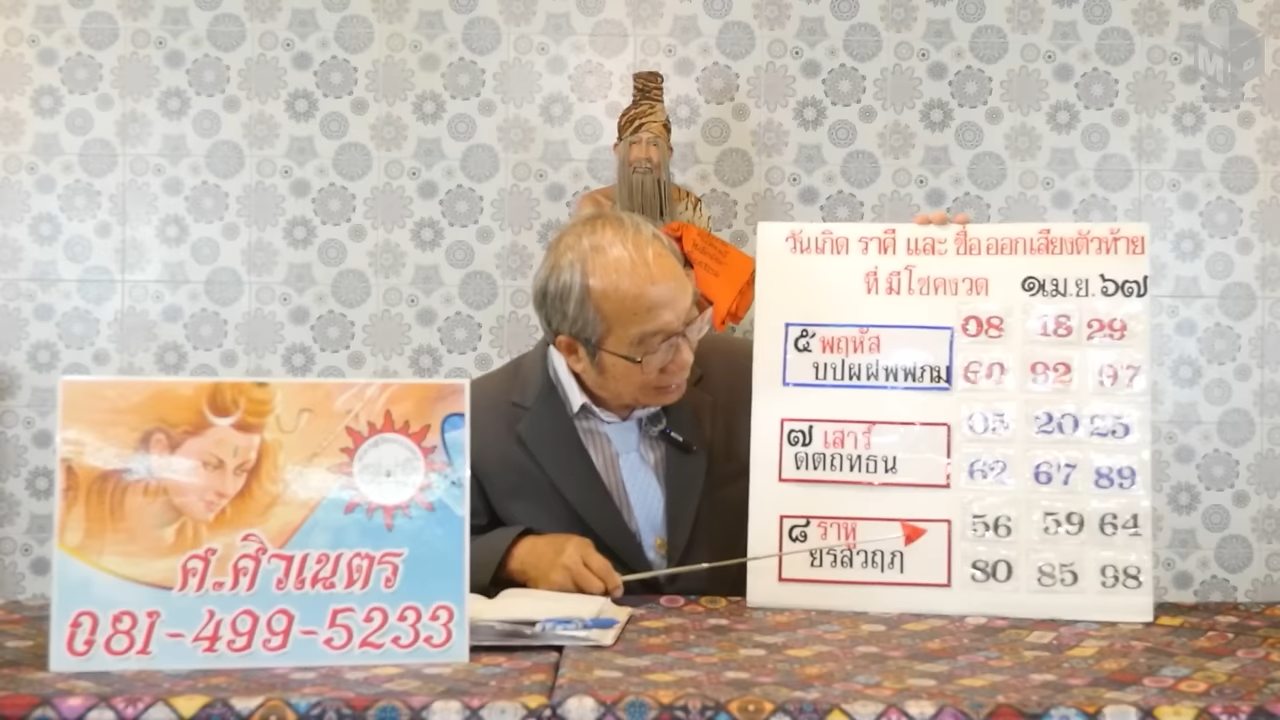 วันเกิด ราศี และ ชื่อออกเสียงตัวท้าย
ที่ มีโชคงวด ๑เม.ย.๖๗
๕ พฤหัส
บปผฝพฟภม
08 18 29
92 97
๗ เสาร์
ดตถทธน
05 20 25
62 67 89
๘ ราหู
ยรลวฤฦ
56 59 64
80 85 98
ศ.ศิวเนตร
081-499-5233